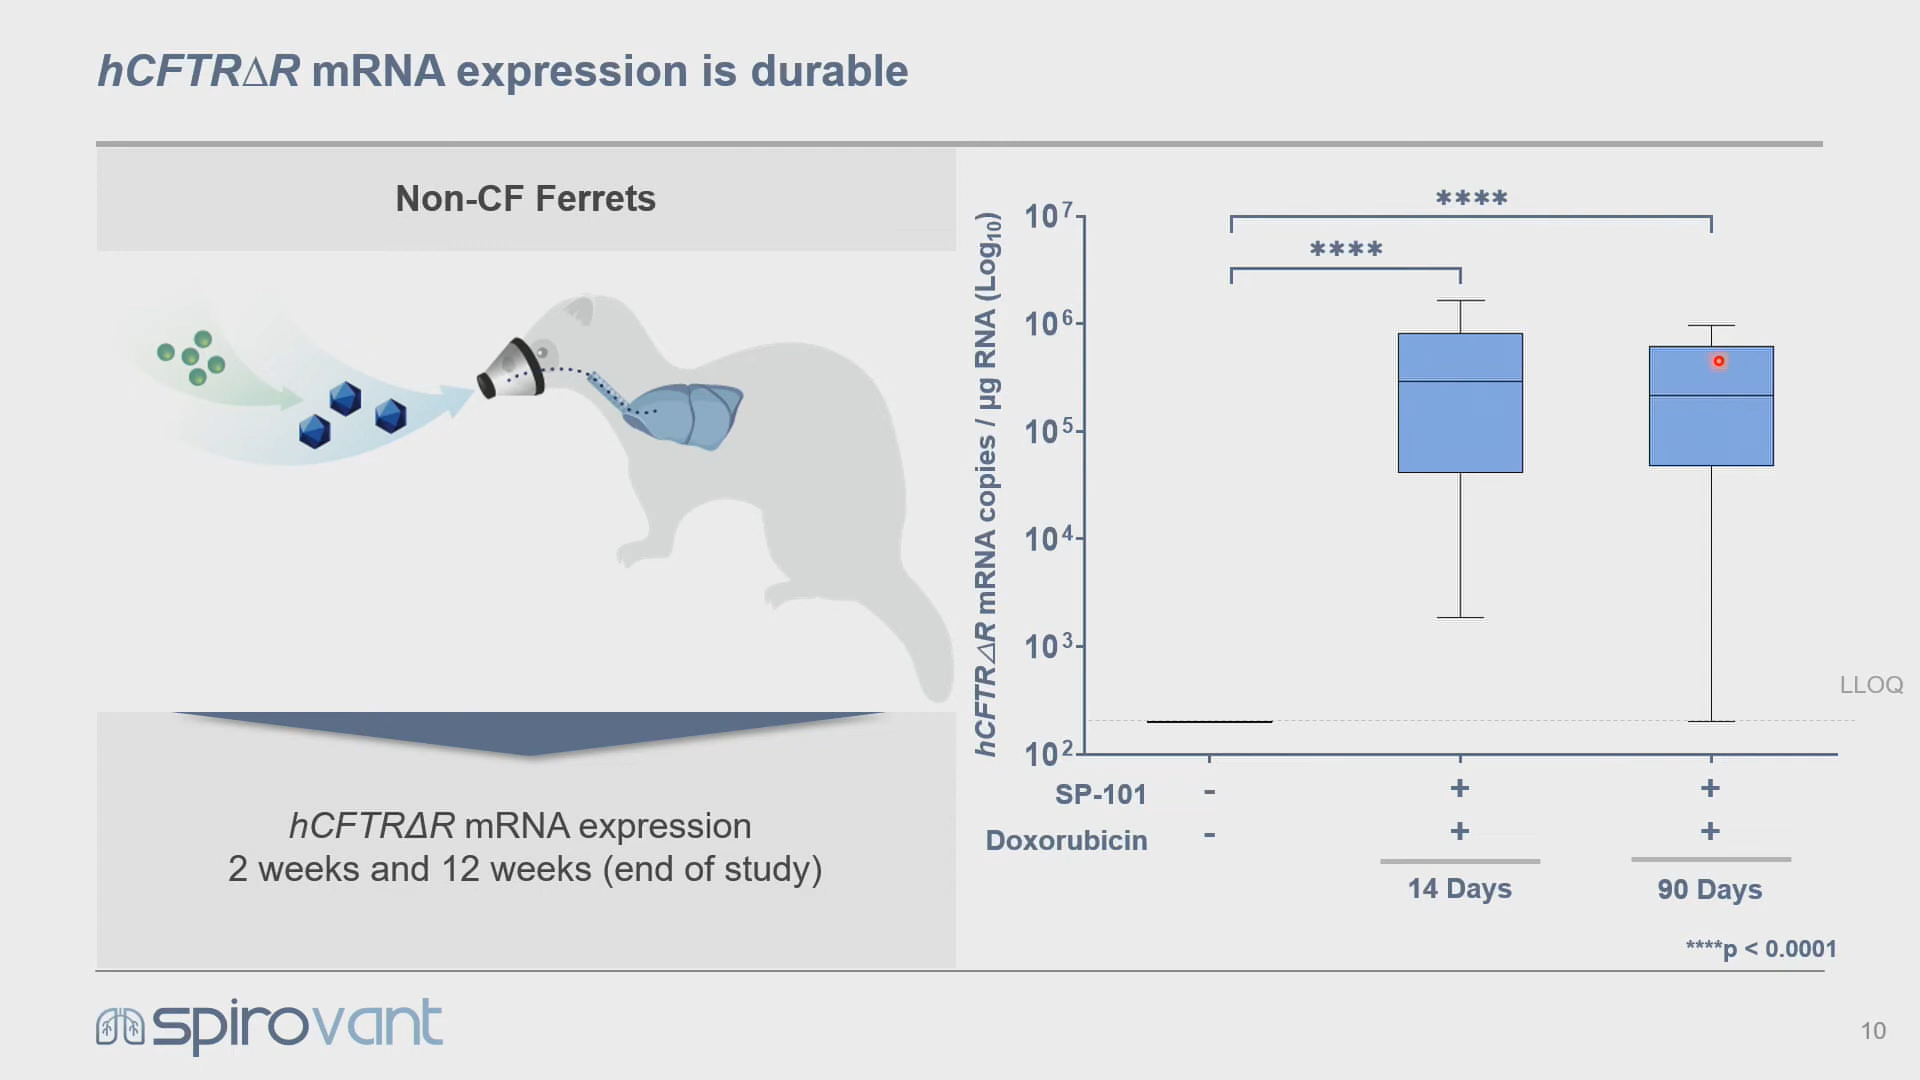 hCFTRΔR mRNA expression is durable
Non-CF Ferrets
hCFTRΔR mRNA expression
2 weeks and 12 weeks (end of study)
hCFTRΔR mRNA copies / µg RNA (Log₁₀)
10⁷
10⁶
10⁵
10⁴
10³
10²
****
****
LLOQ
SP-101 - + +
Doxorubicin - + +
14 Days 90 Days
****p < 0.0001
spirovant
10